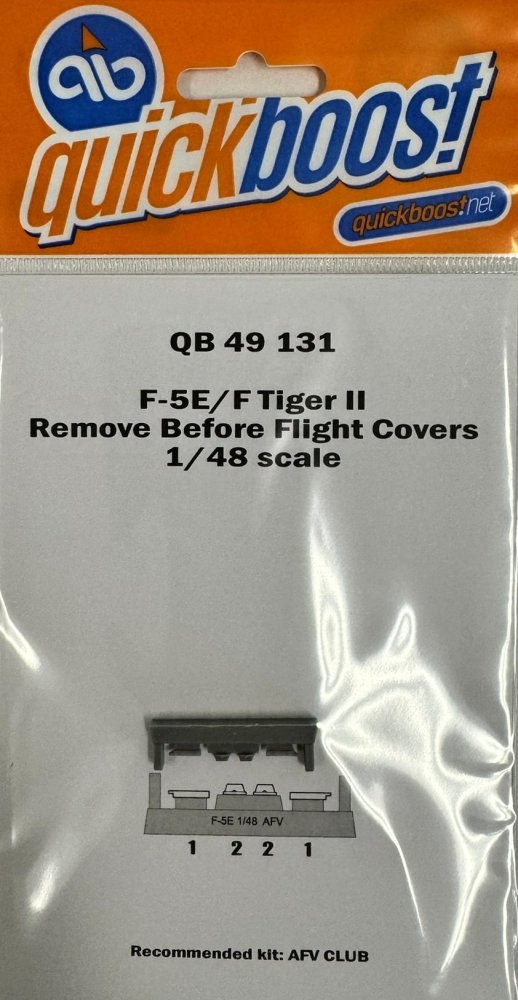 qb
quickboost
quickboost.net
QB 49 131
F-5E/F Tiger II
Remove Before Flight Covers
1/48 scale
F-5E 1/48 AFV
1 2 2 1
Recommended kit: AFV CLUB